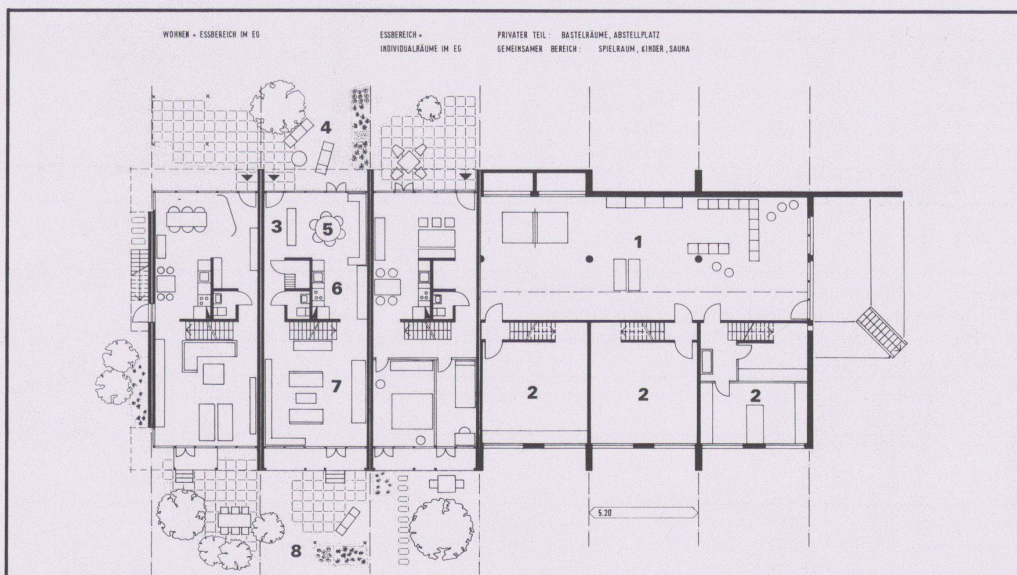 WOHNEN + ESSBEREICH IM EG
ESSBEREICH +
INDIVIDUALRÄUME IM EG
PRIVATER TEIL: BASTELRÄUME, ABSTELLPLATZ
GEMEINSAMER BEREICH: SPIELRAUM, KINDER, SAUNA
4
3
5
1
6
7
2
2
2
5.20
8